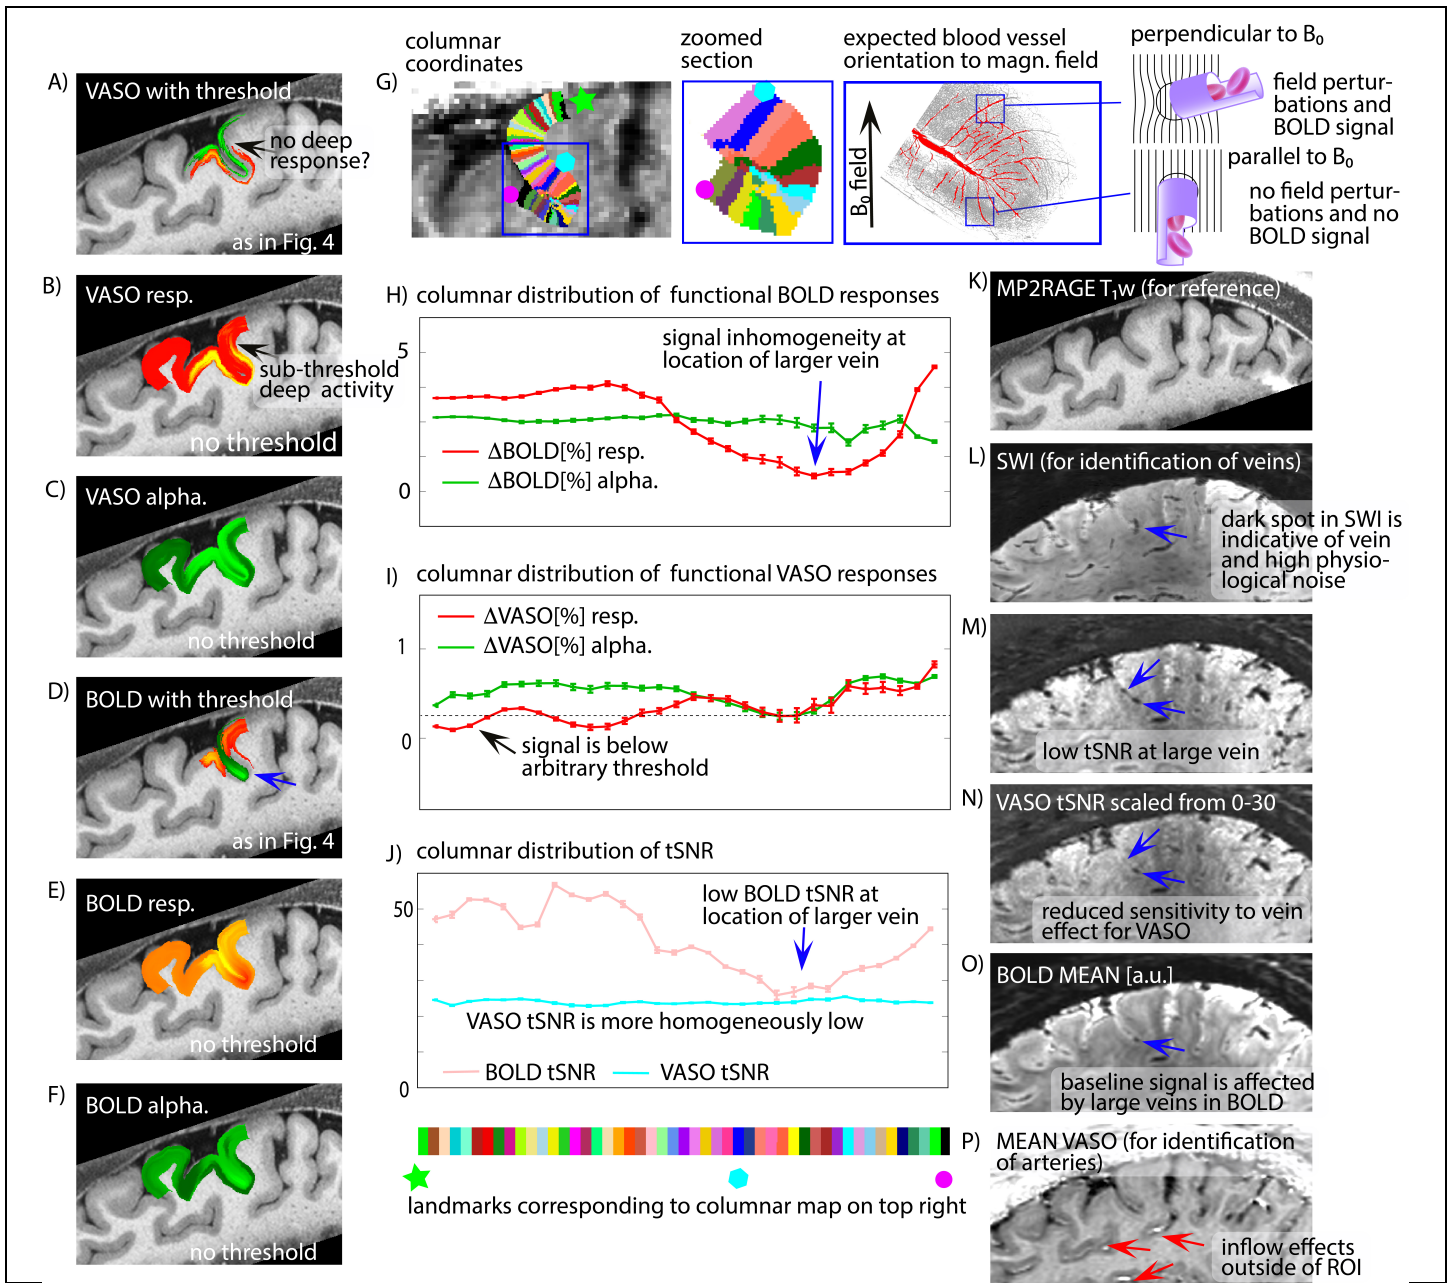 A)
VASO with threshold
no deep
response?
as in Fig. 4
B)
VASO resp.
sub-threshold
deep activity
no threshold
C)
VASO alpha.
no threshold
D)
BOLD with threshold
as in Fig. 4
E)
BOLD resp.
no threshold
F)
BOLD alpha.
no threshold
G)
columnar
coordinates
zoomed
section
expected blood vessel
orientation to magn. field
B₀ field
perpendicular to B₀
field pertur-
bations and
BOLD signal
parallel to B₀
no field pertur-
bations and no
BOLD signal
H) columnar distribution of functional BOLD responses
signal inhomogeneity at
location of larger vein
5
ΔBOLD[%] resp.
ΔBOLD[%] alpha.
0
I) columnar distribution of functional VASO responses
ΔVASO[%] resp.
1
ΔVASO[%] alpha.
0
signal is below
arbitrary threshold
J) columnar distribution of tSNR
50
low BOLD tSNR at
location of larger vein
VASO tSNR is more homogeneously low
BOLD tSNR
VASO tSNR
0
landmarks corresponding to columnar map on top right
K)
MP2RAGE T₁w (for reference)
L)
SWI (for identification of veins)
dark spot in SWI is
indicative of vein
and high physio-
logical noise
M)
low tSNR at large vein
N)
VASO tSNR scaled from 0-30
reduced sensitivity to vein
effect for VASO
O)
BOLD MEAN [a.u.]
baseline signal is affected
by large veins in BOLD
P)
MEAN VASO (for identification
of arteries)
inflow effects
outside of ROI